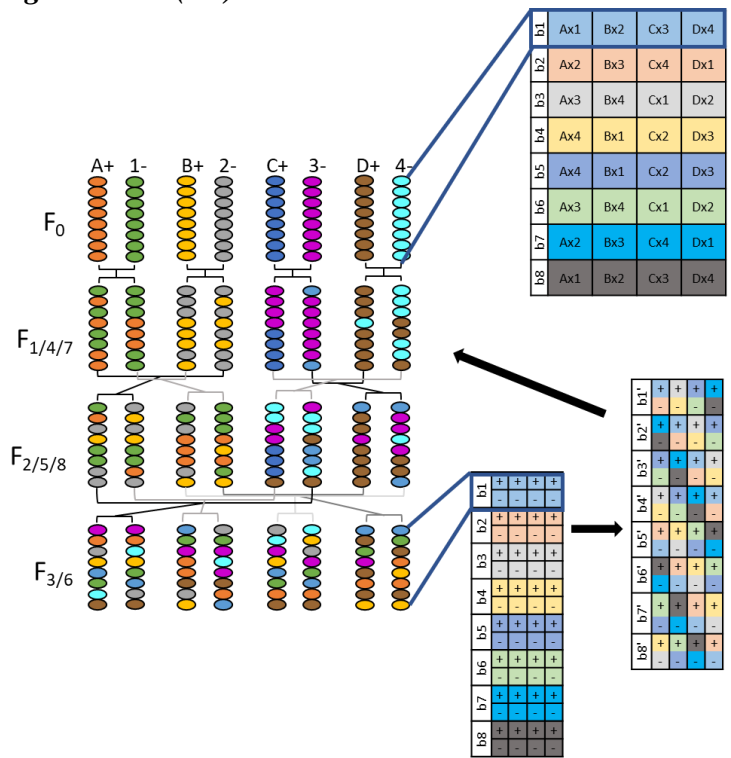 b1 Ax1 Bx2 Cx3 Dx4
b2 Ax2 Bx3 Cx4 Dx1
b3 Ax3 Bx4 Cx1 Dx2
b4 Ax4 Bx1 Cx2 Dx3
b5 Ax4 Bx1 Cx2 Dx3
b6 Ax3 Bx4 Cx1 Dx2
b7 Ax2 Bx3 Cx4 Dx1
b8 Ax1 Bx2 Cx3 Dx4
A+ 1- B+ 2- C+ 3- D+ 4-
F0
F1/4/7
F2/5/8
F3/6
b1 + + + +
- - - -
b2 + + + +
- - - -
b3 + + + +
- - - -
b4 + + + +
- - - -
b5 + + + +
- - - -
b6 + + + +
- - - -
b7 + + + +
- - - -
b8 + + + +
- - - -
b1' + + + +
- - - -
b2' + + + +
- - - -
b3' + + + +
- - - -
b4' + + + +
- - - -
b5' + + + +
- - - -
b6' + + + +
- - - -
b7' + + + +
- - - -
b8' + + + +
- - - -